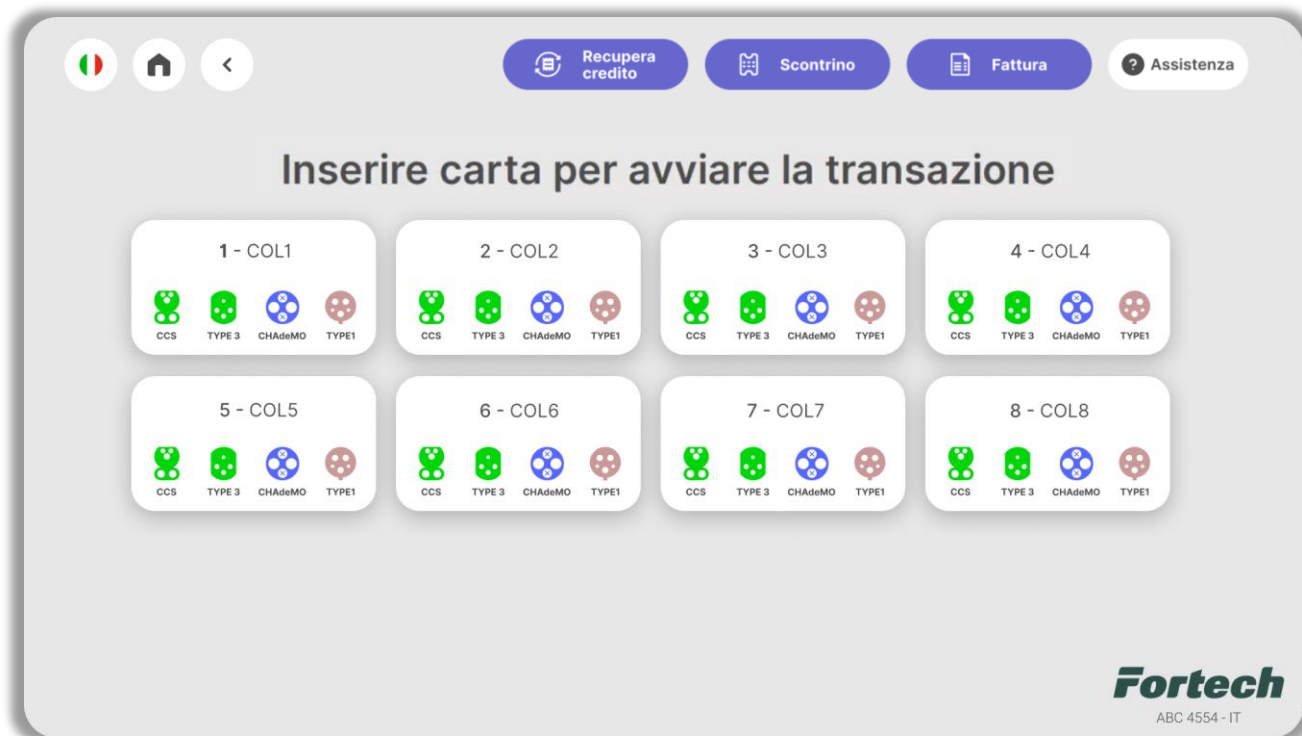 Recupera
credito
Scontrino
Fattura
? Assistenza
Inserire carta per avviare la transazione
1 - COL1
CCS TYPE 3 CHAdeMO TYPE1
2 - COL2
CCS TYPE 3 CHAdeMO TYPE1
3 - COL3
CCS TYPE 3 CHAdeMO TYPE1
4 - COL4
CCS TYPE 3 CHAdeMO TYPE1
5 - COL5
CCS TYPE 3 CHAdeMO TYPE1
6 - COL6
CCS TYPE 3 CHAdeMO TYPE1
7 - COL7
CCS TYPE 3 CHAdeMO TYPE1
8 - COL8
CCS TYPE 3 CHAdeMO TYPE1
Fortech
ABC 4554 - IT